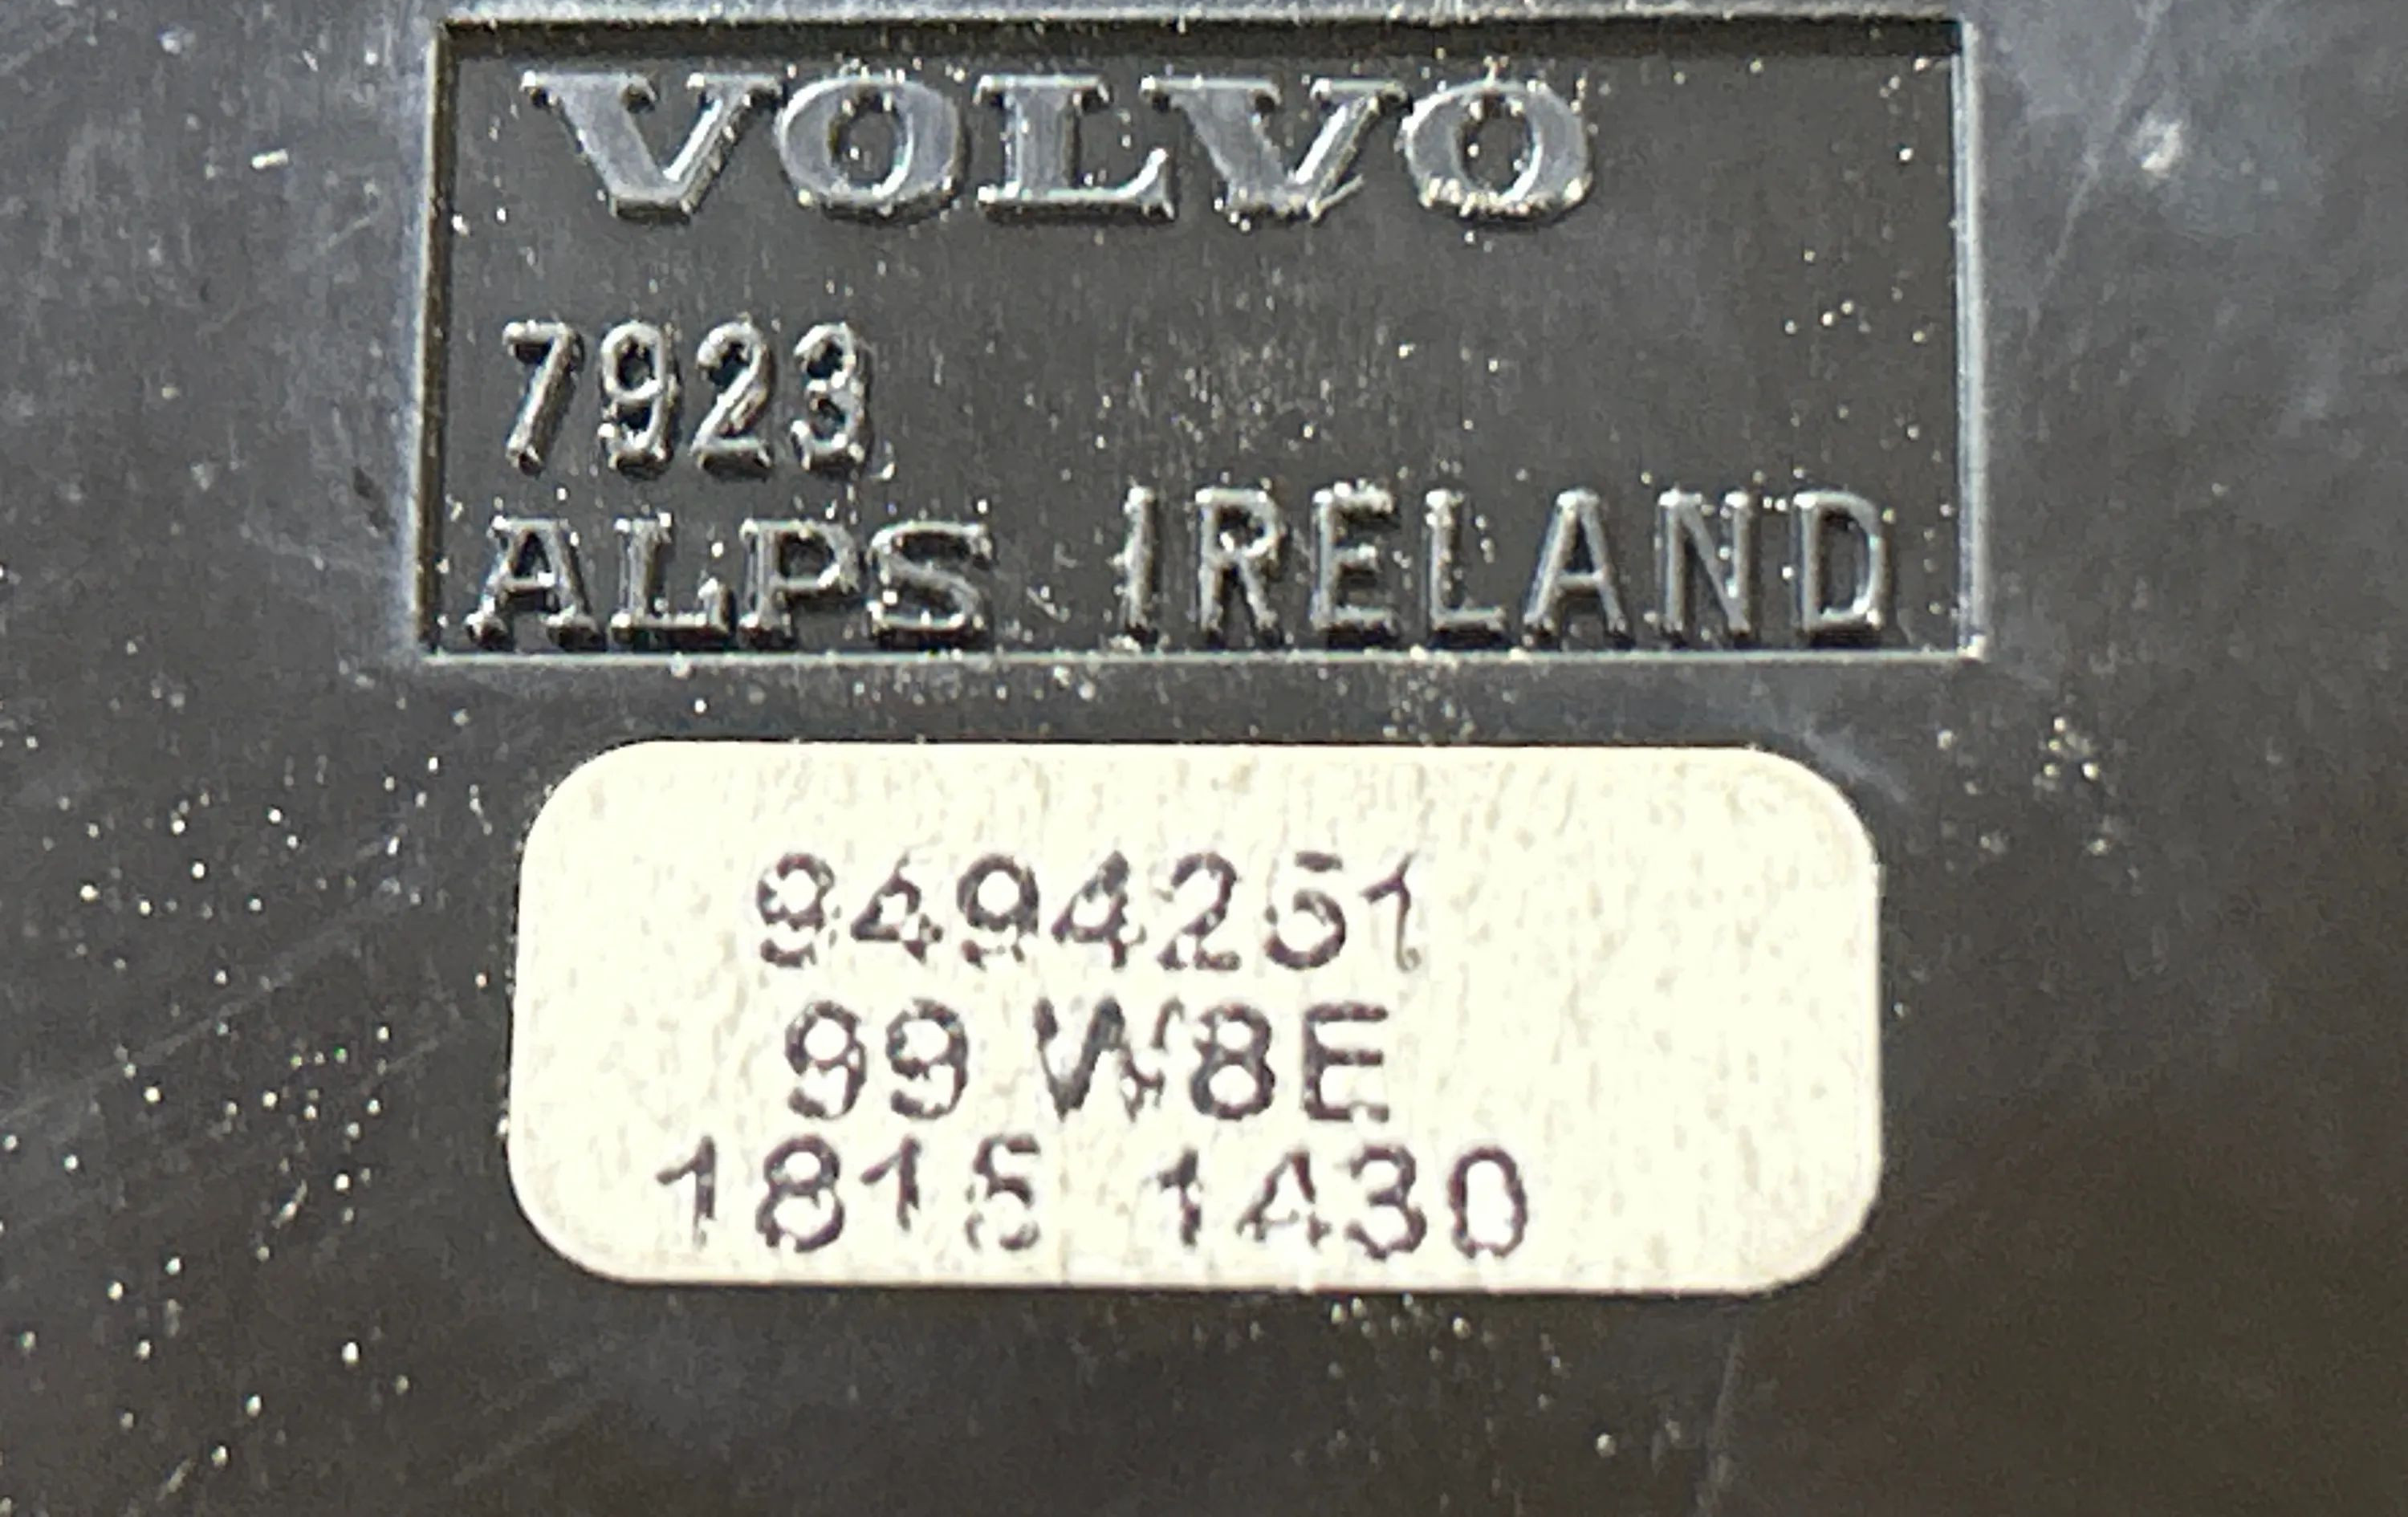 VOLVO
7923
ALPS IRELAND
9494251
99 W8E
1815 1430